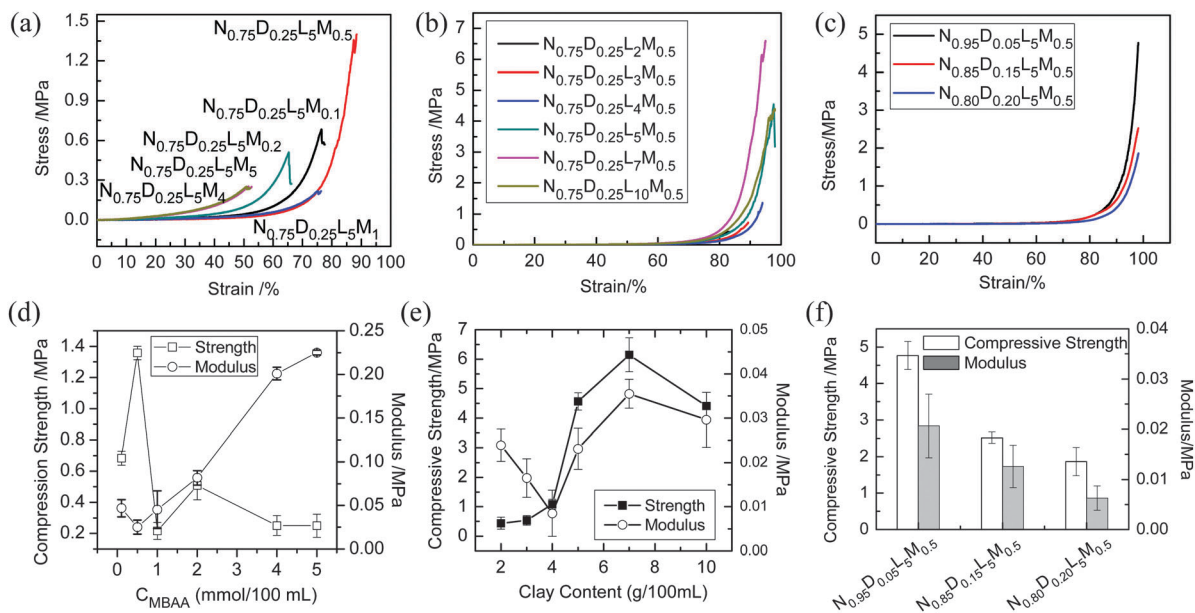 (a)
Stress /MPa
1.5
1.2
0.9
0.6
0.3
0.0
N0.75D0.25L5M0.5
N0.75D0.25L5M0.1
N0.75D0.25L5M0.2
N0.75D0.25L5M5
N0.75D0.25L5M4
N0.75D0.25L5M1
0 10 20 30 40 50 60 70 80 90 100
Strain /%
(b)
Stress /MPa
7
6
5
4
3
2
1
0
N0.75D0.25L2M0.5
N0.75D0.25L3M0.5
N0.75D0.25L4M0.5
N0.75D0.25L5M0.5
N0.75D0.25L7M0.5
N0.75D0.25L10M0.5
0 20 40 60 80 100
Strain/%
(c)
Stress/MPa
5
4
3
2
1
0
N0.95D0.05L5M0.5
N0.85D0.15L5M0.5
N0.80D0.20L5M0.5
0 20 40 60 80 100
Strain/%
(d)
Compression Strength /MPa
1.4
1.2
1.0
0.8
0.6
0.4
0.2
Strength
Modulus
0.25
0.20
0.15
0.10
0.05
0.00
Modulus /MPa
0 1 2 3 4 5
CMBAA (mmol/100 mL)
(e)
Compressive Strength/MPa
7
6
5
4
3
2
1
0
Strength
Modulus
0.05
0.04
0.03
0.02
0.01
0.00
Modulus/MPa
2 4 6 8 10
Clay Content (g/100mL)
(f)
Compressive Strength /MPa
5
4
3
2
1
0
Compressive Strength
Modulus
0.04
0.03
0.02
0.01
0.00
Modulus/MPa
N0.95D0.05L5M0.5
N0.85D0.15L5M0.5
N0.80D0.20L5M0.5